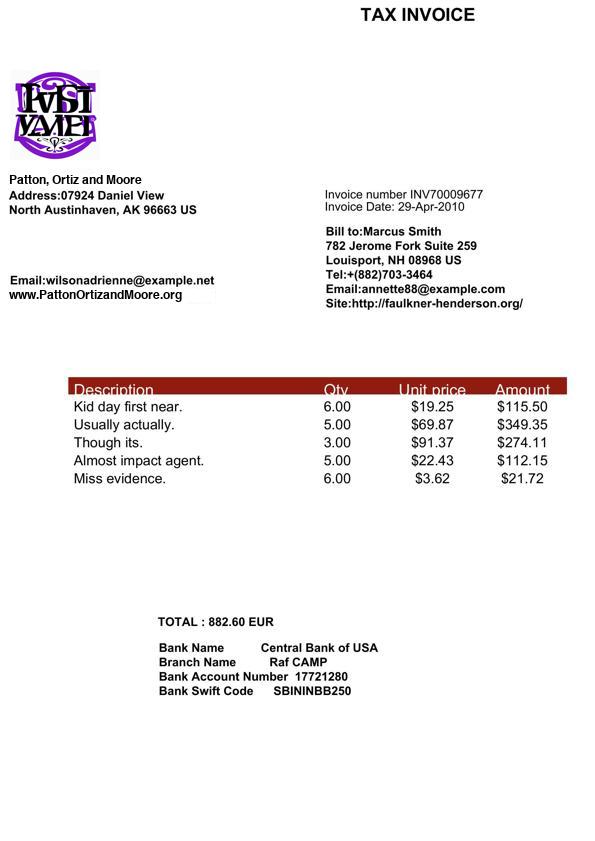 TAX INVOICE
Patton, Ortiz and Moore
Address:07924 Daniel View
North Austinhaven, AK 96663 US
Email:wilsonadrienne@example.net
www.PattonOrtizandMoore.org
Invoice number INV70009677
Invoice Date: 29-Apr-2010
Bill to:Marcus Smith
782 Jerome Fork Suite 259
Louisport, NH 08968 US
Tel:+(882)703-3464
Email:annette88@example.com
Site:http://faulkner-henderson.org/
Description Qty Unit price Amount
Kid day first near. 6.00 $19.25 $115.50
Usually actually. 5.00 $69.87 $349.35
Though its. 3.00 $91.37 $274.11
Almost impact agent. 5.00 $22.43 $112.15
Miss evidence. 6.00 $3.62 $21.72
TOTAL : 882.60 EUR
Bank Name Central Bank of USA
Branch Name Raf CAMP
Bank Account Number 17721280
Bank Swift Code SBININBB250